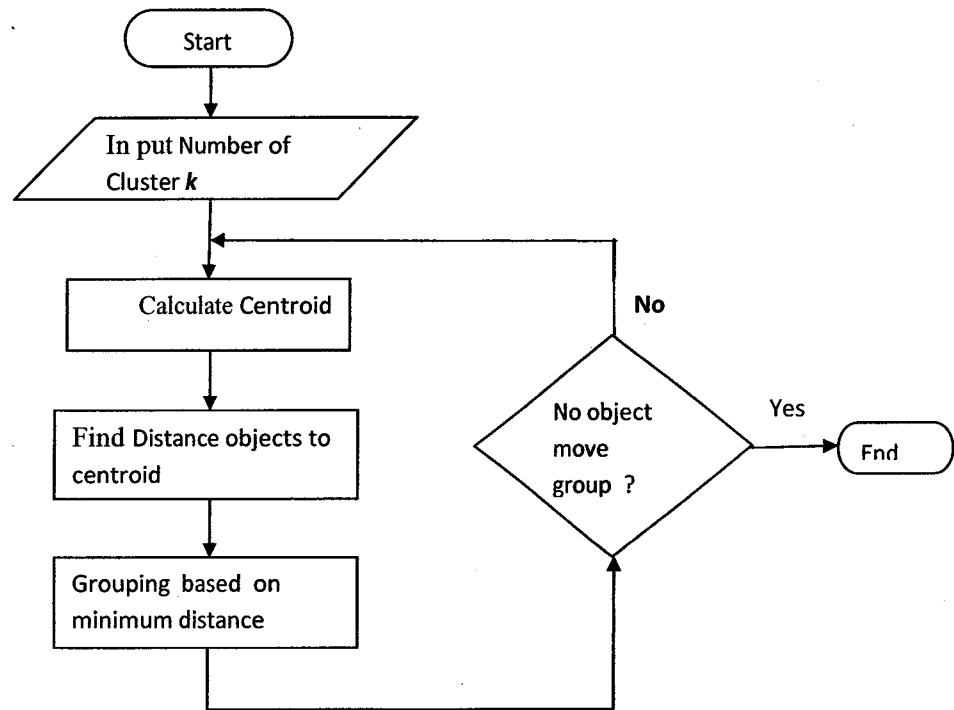 Start
In put Number of
Cluster k
Calculate Centroid
Find Distance objects to
centroid
Grouping based on
minimum distance
No object
move
group ?
No
Yes
End